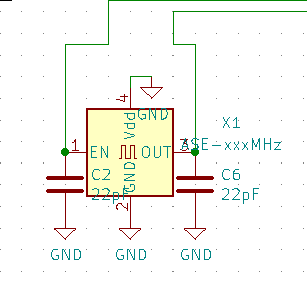 4
GND
Vdd
X1
ASE-xxxMHz
1
EN
OUT
3
GND
C2
22pF
C6
22pF
2
GND
GND
GND